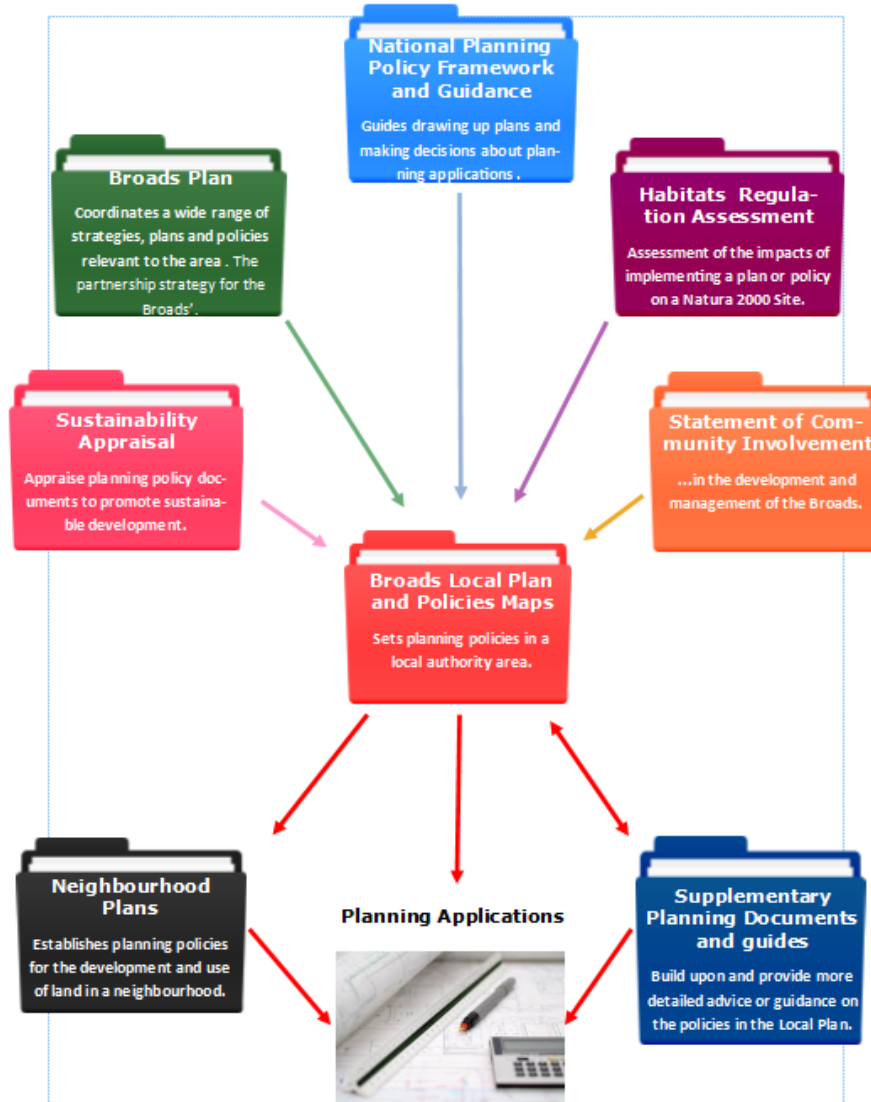 National Planning
Policy Framework
and Guidance
Guides drawing up plans and
making decisions about plan-
ning applications .
Broads Plan
Coordinates a wide range of
strategies, plans and policies
relevant to the area . The
partnership strategy for the
Broads’.
Habitats Regula-
tion Assessment
Assessment of the impacts of
implementing a plan or policy
on a Natura 2000 Site.
Sustainability
Appraisal
Appraise planning policy doc-
uments to promote sustaina-
ble development.
Statement of Com-
munity Involvement
...in the development and
management of the Broads.
Broads Local Plan
and Policies Maps
Sets planning policies in a
local authority area.
Neighbourhood
Plans
Establishes planning policies
for the development and use
of land in a neighbourhood.
Planning Applications
Supplementary
Planning Documents
and guides
Build upon and provide more
detailed advice or guidance on
the policies in the Local Plan.